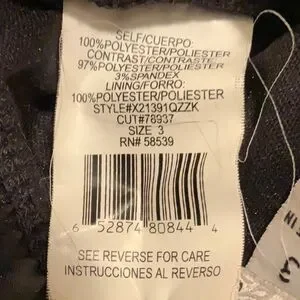 SELF/CUERPO:
100%POLYESTER/POLIESTER
CONTRAST/CONTRASTE
97%POLYESTER/POLIESTER
3%SPANDEX
LINING/FORRO:
100%POLYESTER/POLIESTER
STYLE#X21391QZZK
CUT#78937
SIZE 3
RN# 58539
6 52874 80844 4
SEE REVERSE FOR CARE
INSTRUCCIONES AL REVERSO
3